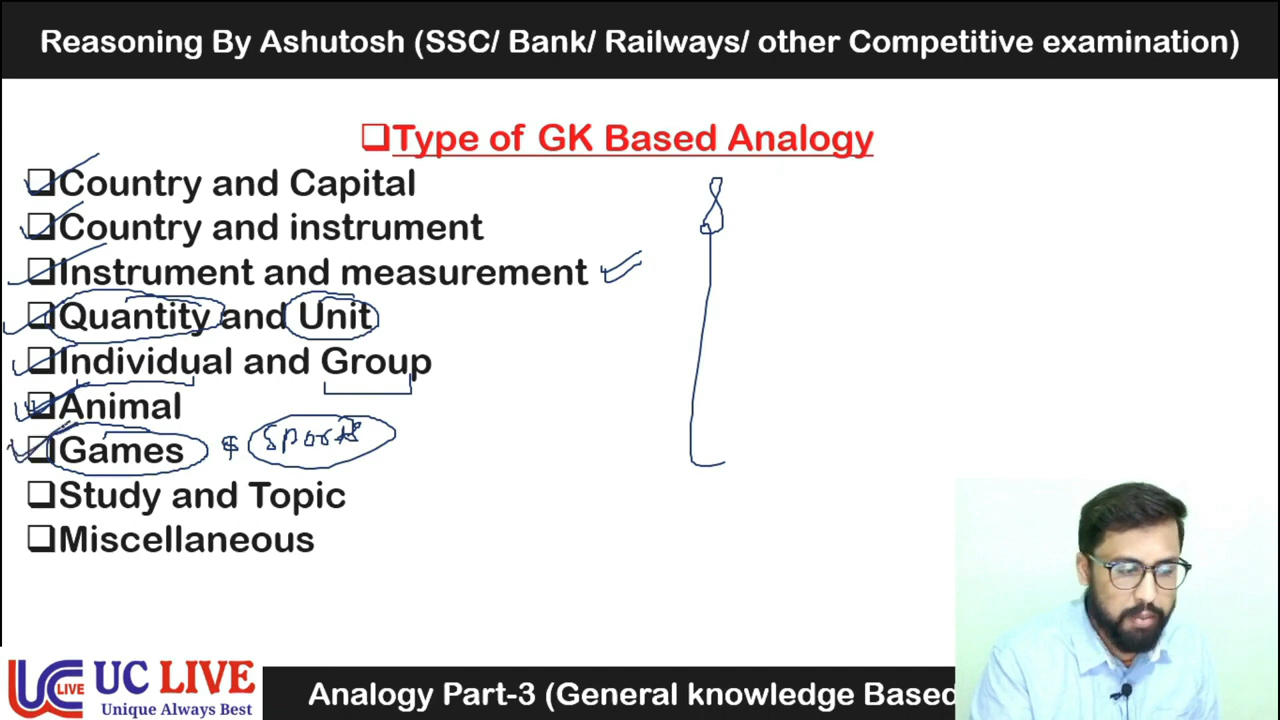 Reasoning By Ashutosh (SSC/ Bank/ Railways/ other Competitive examination)
❑Type of GK Based Analogy
❑Country and Capital
❑Country and instrument
❑Instrument and measurement
❑Quantity and Unit
❑Individual and Group
❑Animal
❑Games & Sports
❑Study and Topic
❑Miscellaneous
UC LIVE
LIVE
Unique Always Best
Analogy Part-3 (General knowledge Based